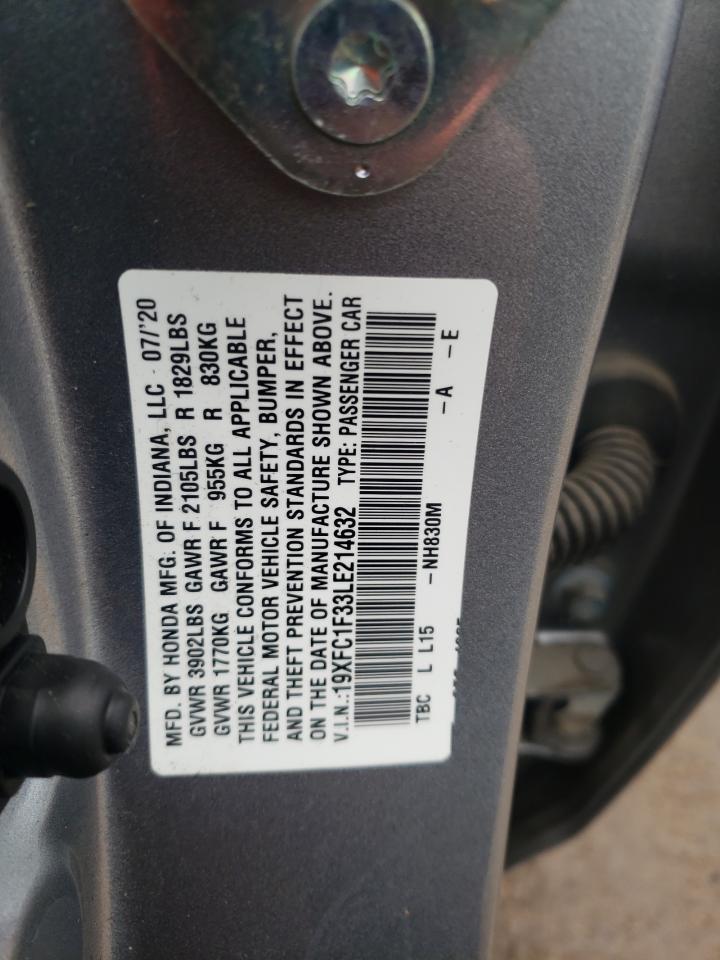 MFD. BY HONDA MFG. OF INDIANA, LLC 07/'20
GVWR 3902LBS GAWR F 2105LBS R 1829LBS
GVWR 1770KG GAWR F 955KG R 830KG
THIS VEHICLE CONFORMS TO ALL APPLICABLE
FEDERAL MOTOR VEHICLE SAFETY, BUMPER,
AND THEFT PREVENTION STANDARDS IN EFFECT
ON THE DATE OF MANUFACTURE SHOWN ABOVE.
V.I.N.:19XFC1F33LE214632 TYPE: PASSENGER CAR
TBC L L15 -NH830M -A -E